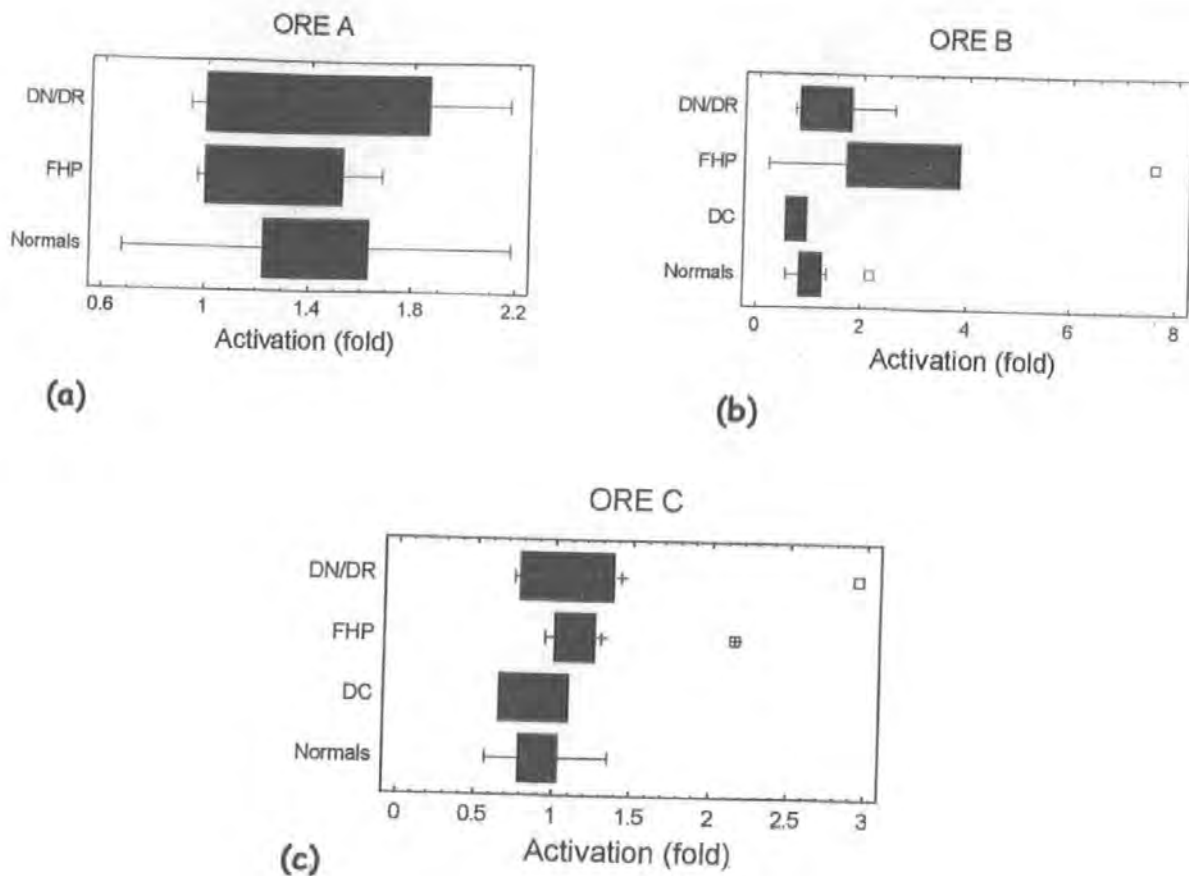 ORE A
DN/DR
FHP
Normals
0.6 1 1.4 1.8 2.2
Activation (fold)
(a)
ORE B
DN/DR
FHP
DC
Normals
0 2 4 6 8
Activation (fold)
(b)
ORE C
DN/DR
FHP
DC
Normals
0 0.5 1 1.5 2 2.5 3
Activation (fold)
(c)